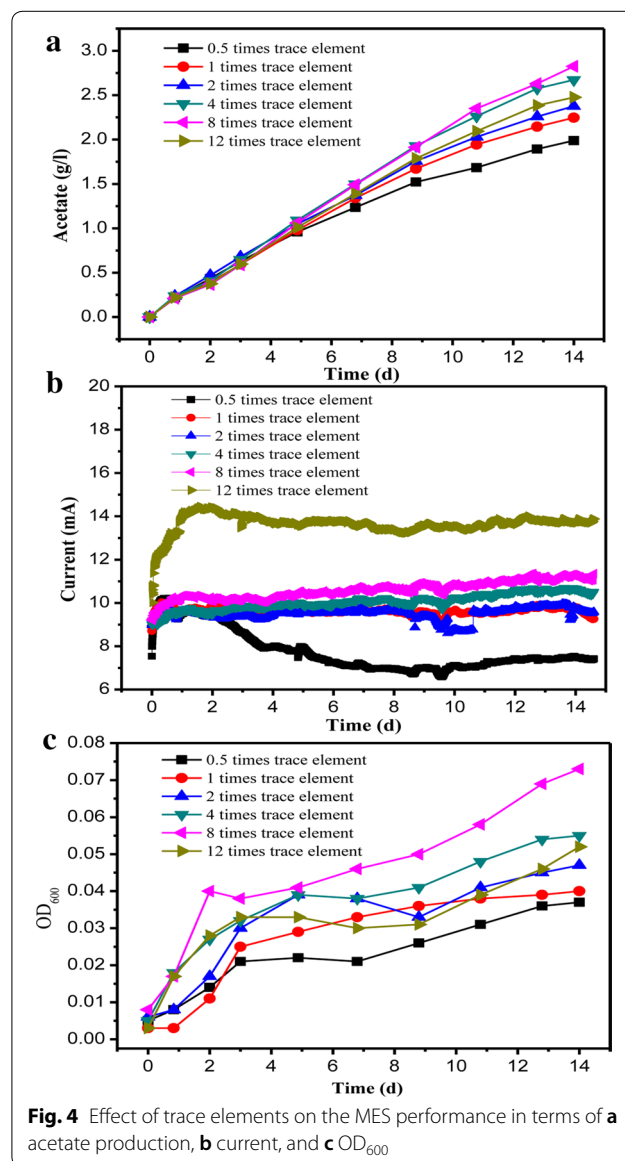 a
3.0
2.5
2.0
1.5
1.0
0.5
0.0
Acetate (g/l)
0.5 times trace element
1 times trace element
2 times trace element
4 times trace element
8 times trace element
12 times trace element
0 2 4 6 8 10 12 14
Time (d)
b
20
18
16
14
12
10
8
6
Current (mA)
0.5 times trace element
1 times trace element
2 times trace element
4 times trace element
8 times trace element
12 times trace element
0 2 4 6 8 10 12 14
Time (d)
c
0.08
0.07
0.06
0.05
0.04
0.03
0.02
0.01
0.00
OD600
0.5 times trace element
1 times trace element
2 times trace element
4 times trace element
8 times trace element
12 times trace element
0 2 4 6 8 10 12 14
Time (d)
Fig. 4 Effect of trace elements on the MES performance in terms of a
acetate production, b current, and c OD600